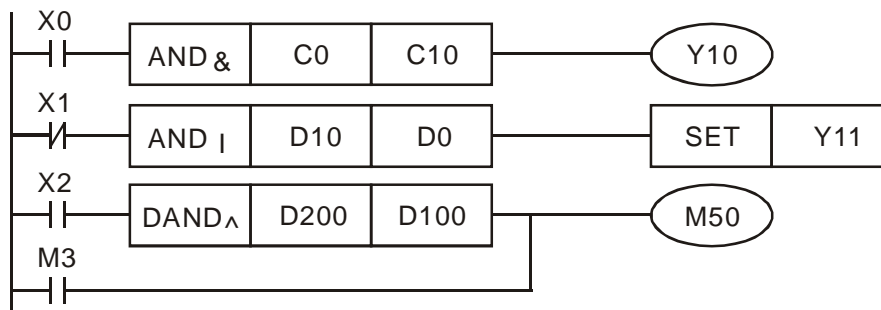 X0
AND & C0 C10 Y10
X1
AND | D10 D0 SET Y11
X2
DAND ^ D200 D100 M50
M3